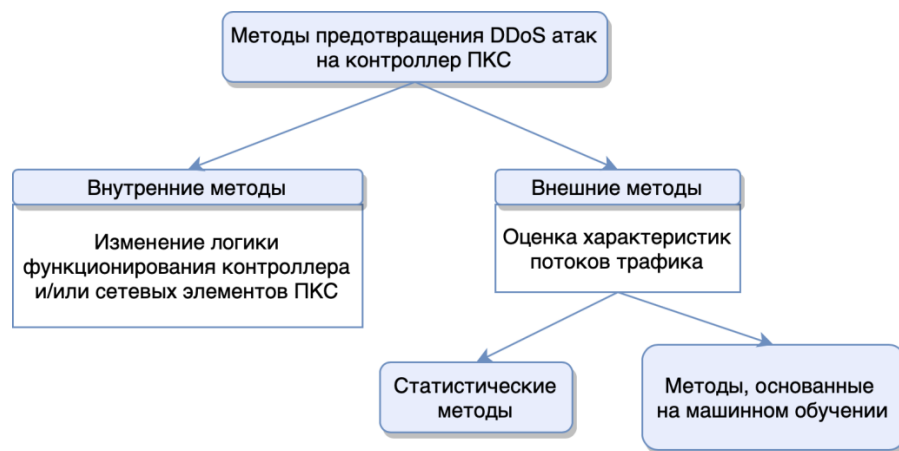 Методы предотвращения DDoS атак
на контроллер ПКС
Внутренние методы
Изменение логики
функционирования контроллера
и/или сетевых элементов ПКС
Внешние методы
Оценка характеристик
потоков трафика
Статистические
методы
Методы, основанные
на машинном обучении